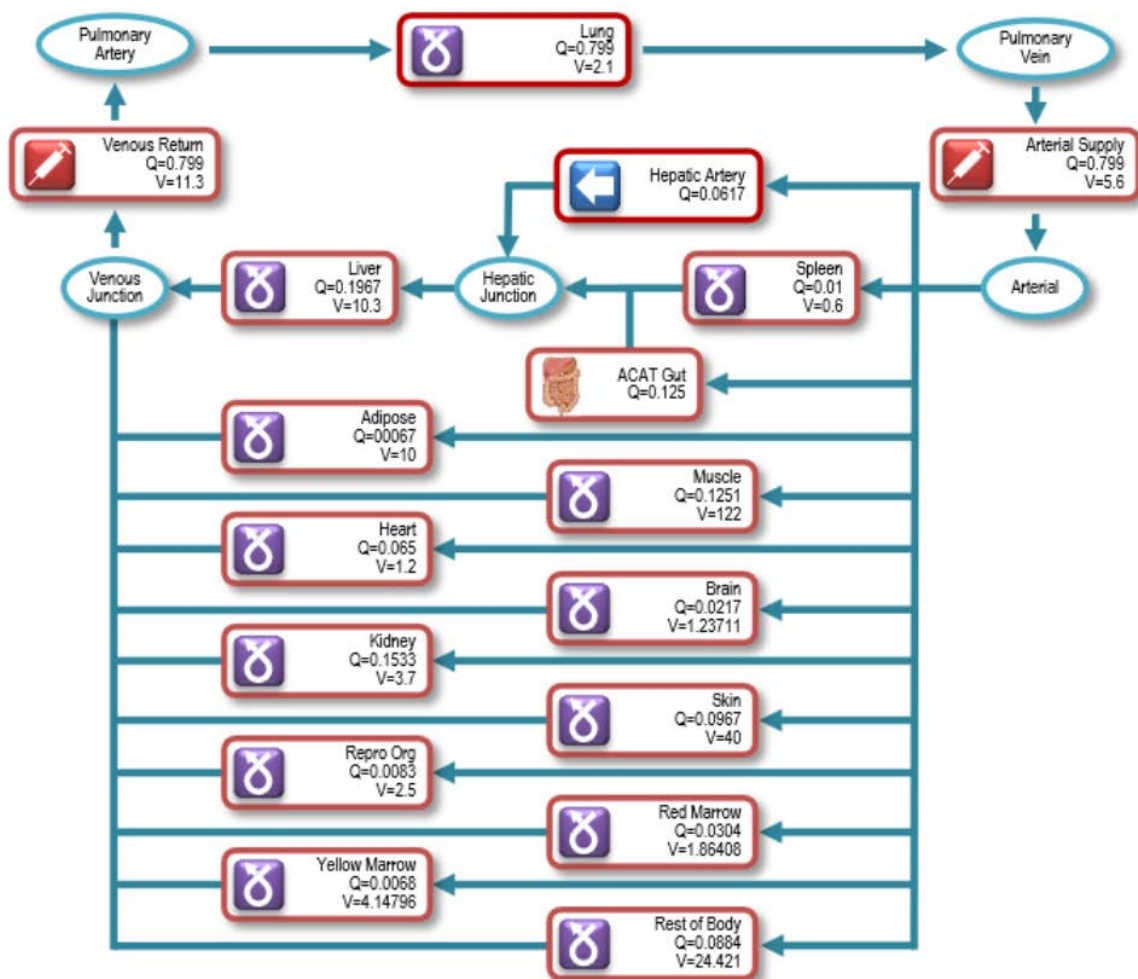 Pulmonary
Artery
Lung
Q=0.799
V=2.1
Pulmonary
Vein
Venous Return
Q=0.799
V=11.3
Hepatic Artery
Q=0.0617
Arterial Supply
Q=0.799
V=5.6
Venous
Junction
Liver
Q=0.1967
V=10.3
Hepatic
Junction
Spleen
Q=0.01
V=0.6
Arterial
ACAT Gut
Q=0.125
Adipose
Q=00067
V=10
Muscle
Q=0.1251
V=122
Heart
Q=0.065
V=1.2
Brain
Q=0.0217
V=1.23711
Kidney
Q=0.1533
V=3.7
Skin
Q=0.0967
V=40
Repro Org
Q=0.0083
V=2.5
Red Marrow
Q=0.0304
V=1.86408
Yellow Marrow
Q=0.0068
V=4.14796
Rest of Body
Q=0.0884
V=24.421